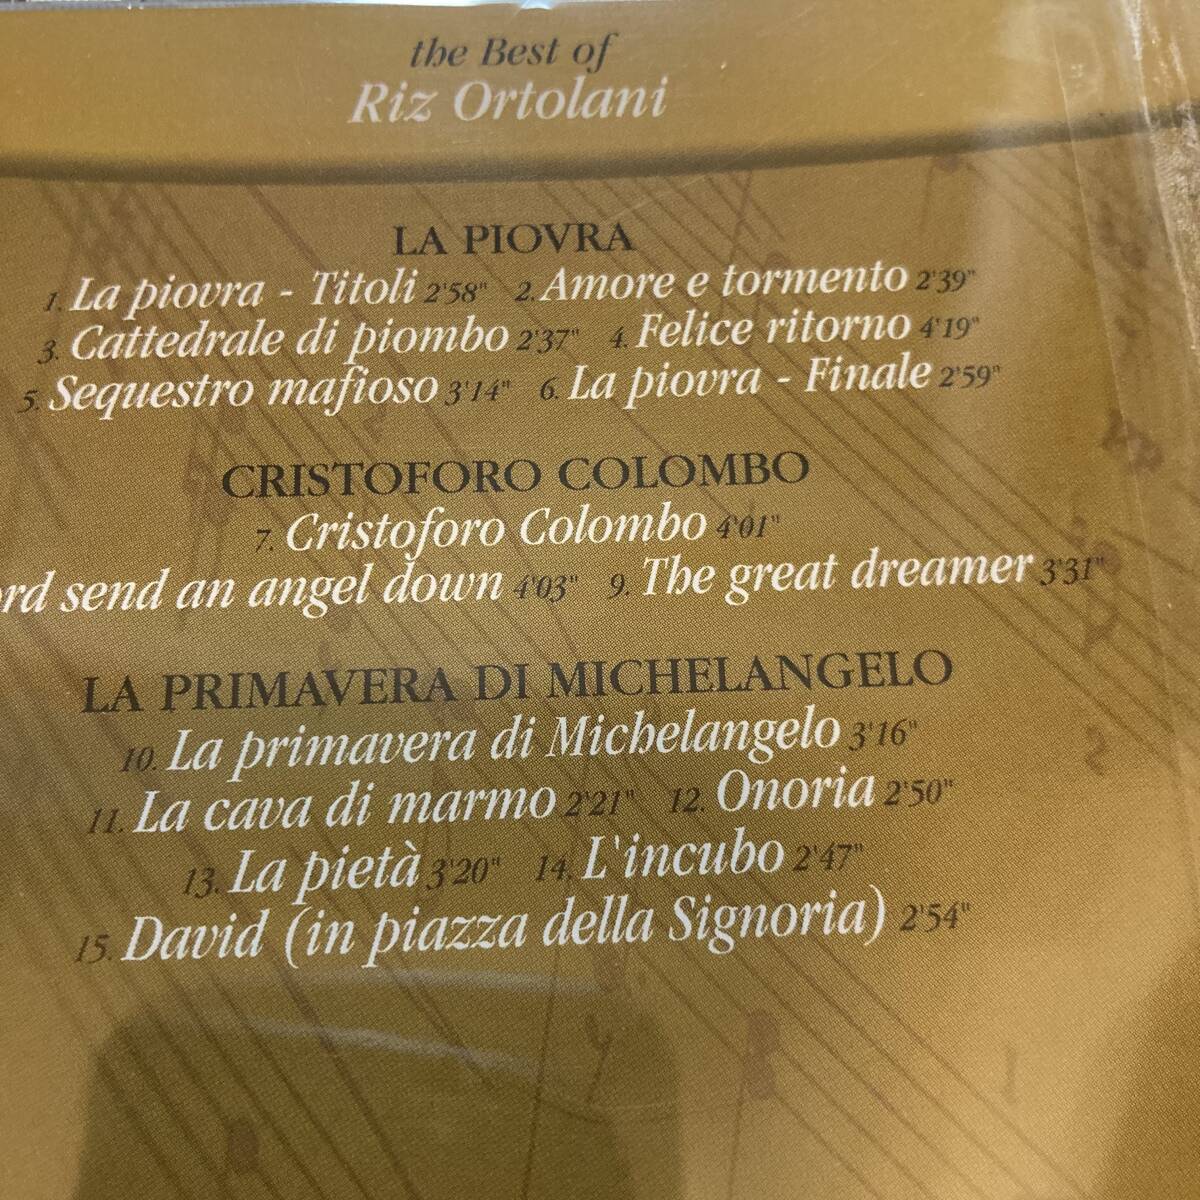 the Best of
Riz Ortolani
LA PIOVRA
1. La piovra - Titoli 2'58" 2. Amore e tormento 2'39"
3. Cattedrale di piombo 2'37" 4. Felice ritorno 4'19"
5. Sequestro mafioso 3'14" 6. La piovra - Finale 2'59"
CRISTOFORO COLOMBO
7. Cristoforo Colombo 4'01"
send an angel down 4'03" 9. The great dreamer 3'31"
LA PRIMAVERA DI MICHELANGELO
10. La primavera di Michelangelo 3'16"
11. La cava di marmo 2'21" 12. Onoria 2'50"
13. La pietà 3'20" 14. L'incubo 2'47"
15. David (in piazza della Signoria) 2'54"